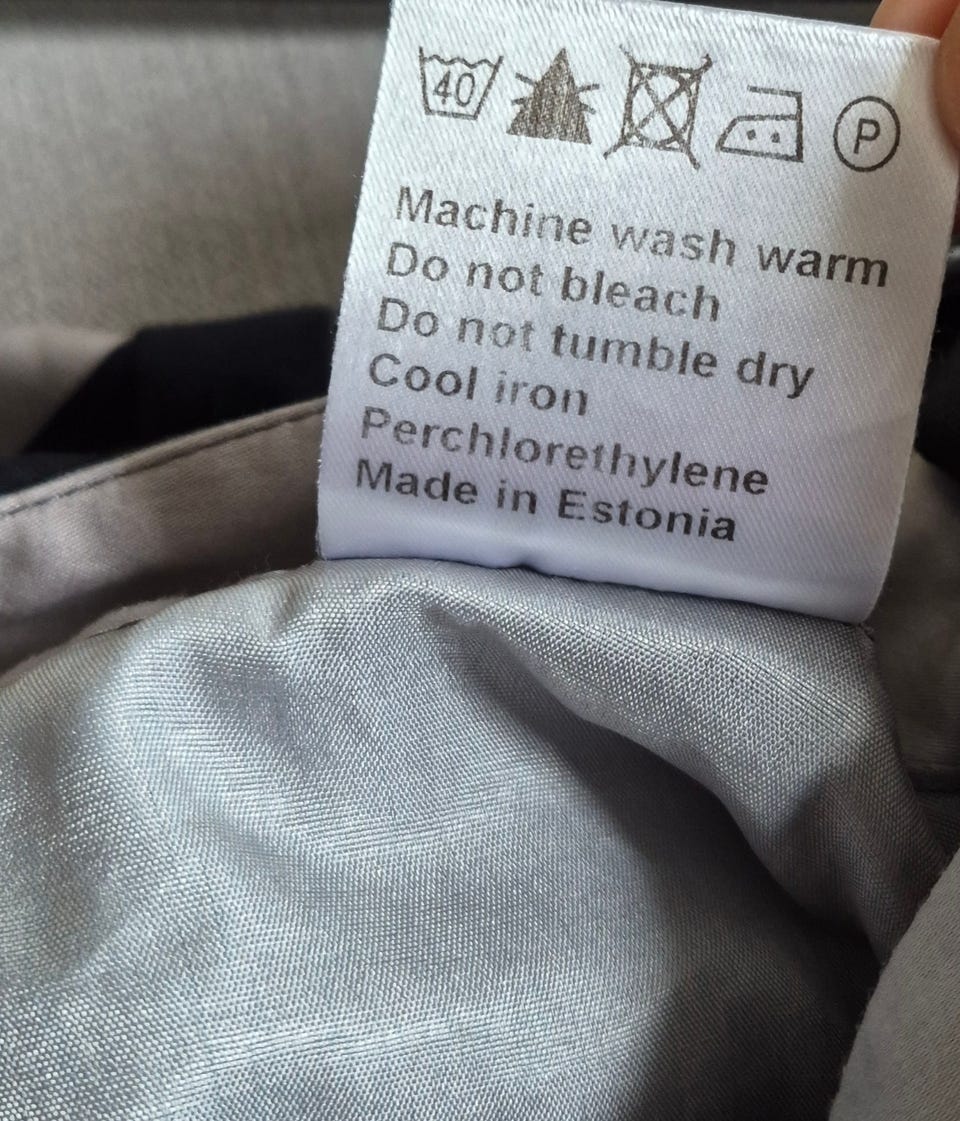 40 P
Machine wash warm
Do not bleach
Do not tumble dry
Cool iron
Perchlorethylene
Made in Estonia